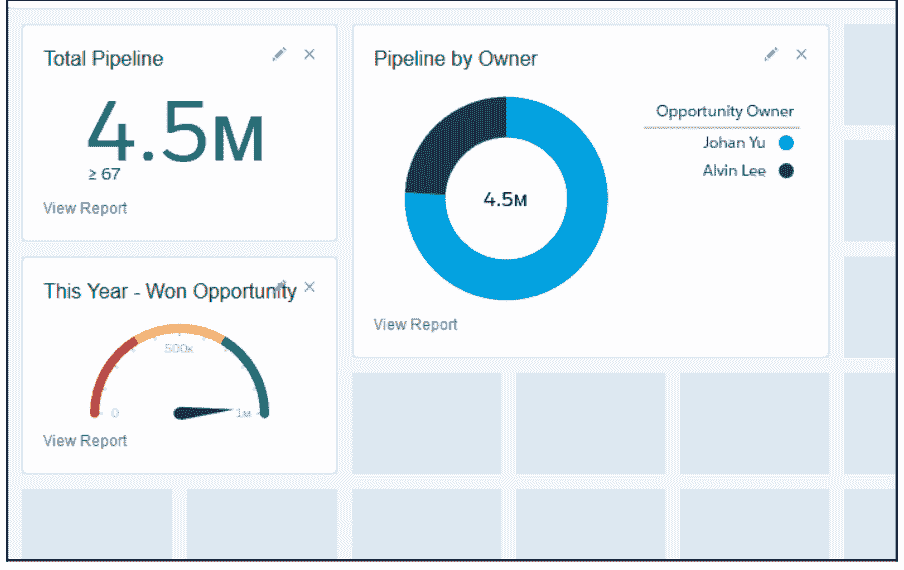 Total Pipeline
4.5M
≥ 67
View Report
Pipeline by Owner
Opportunity Owner
Johan Yu
Alvin Lee
4.5M
View Report
This Year - Won Opportunity
500K
0
1M
View Report